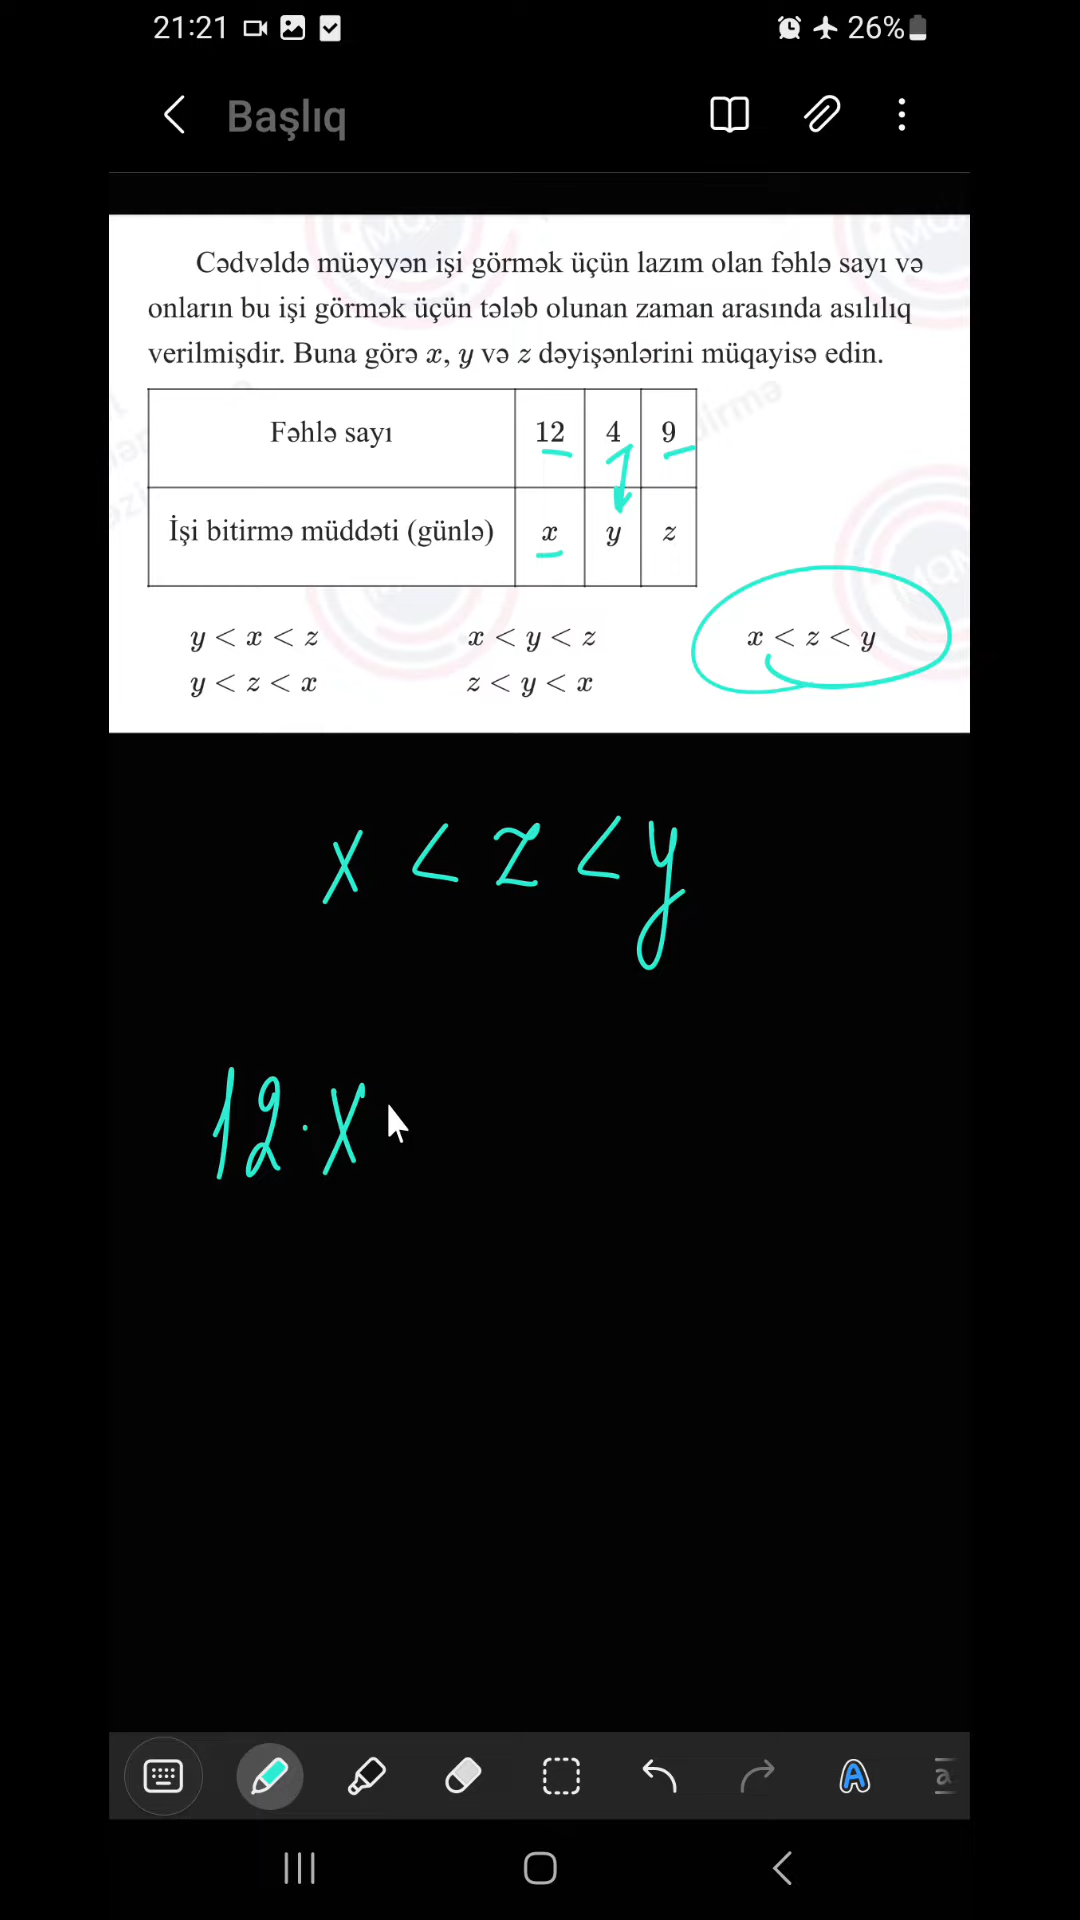 21:21 26%
Başlıq
Cədvəldə müəyyən işi görmək üçün lazım olan fəhlə sayı və
onların bu işi görmək üçün tələb olunan zaman arasında asılılıq
verilmişdir. Buna görə x, y və z dəyişənlərini müqayisə edin.
Fəhlə sayı 12 4 9
İşi bitirmə müddəti (günlə) x y z
y < x < z x < y < z x < z < y
y < z < x z < y < x
x < z < y
12 · x